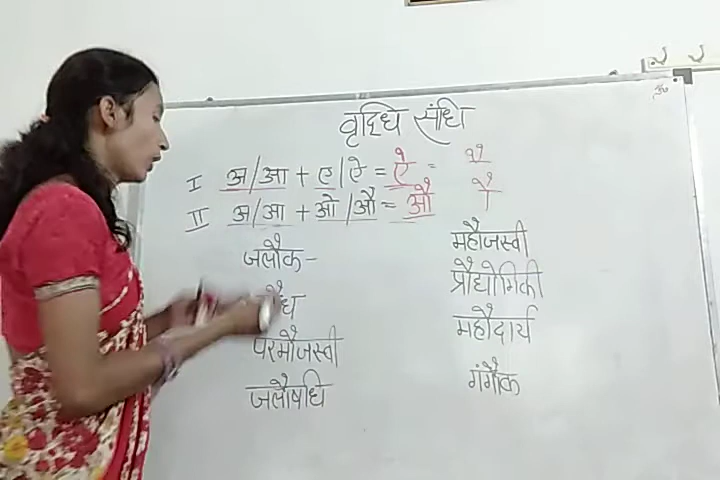 वृद्धि संधि
I अ/आ + ए/ऐ = ऐ =
II अ/आ + ओ/औ = औ
जलौक-
परमौजस्वी
जलौषधि
महौजस्वी
प्रौद्योगिकी
महौदार्य
गंगौक